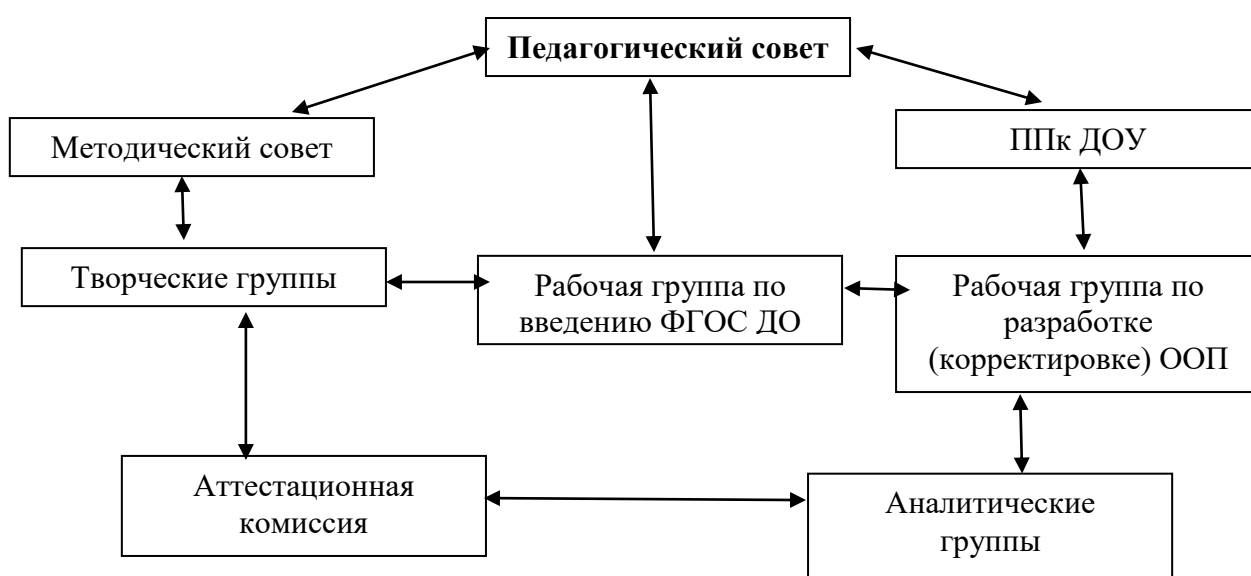 Педагогический совет
Методический совет
ППк ДОУ
Творческие группы
Рабочая группа по
введению ФГОС ДО
Рабочая группа по
разработке
(корректировке) ООП
Аттестационная
комиссия
Аналитические
группы